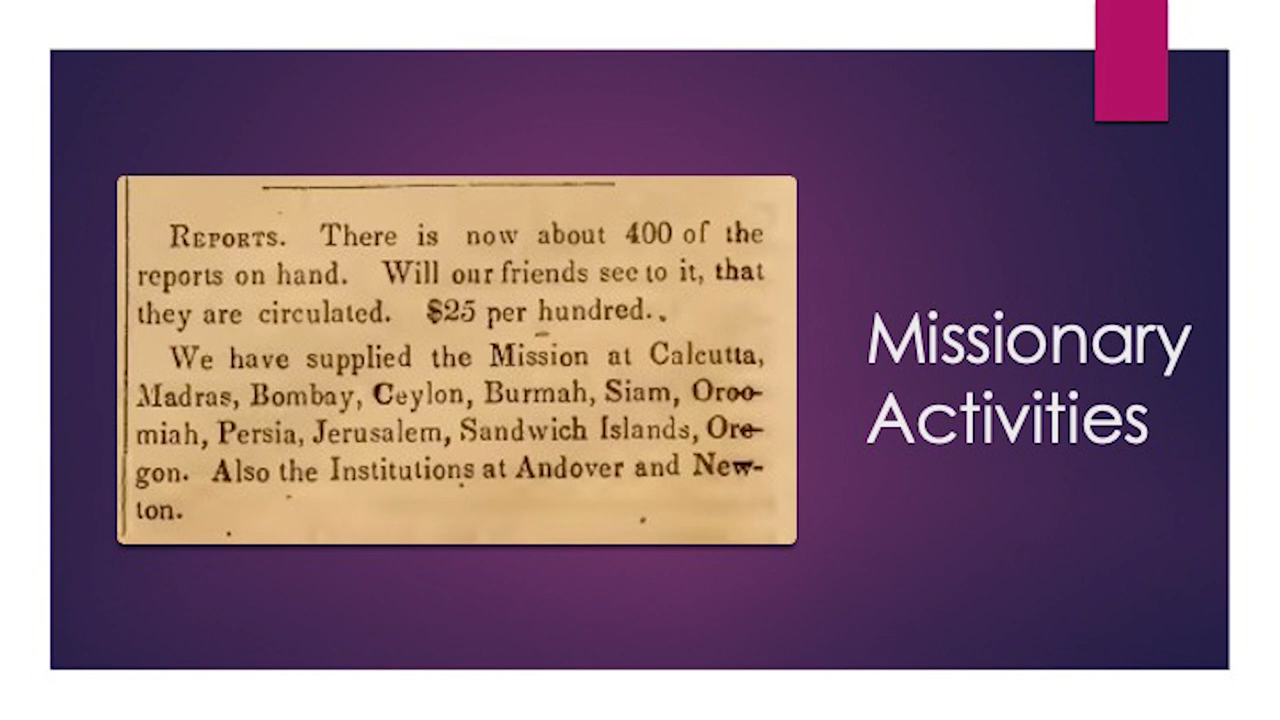 REPORTS. There is now about 400 of the
reports on hand. Will our friends see to it, that
they are circulated. $25 per hundred..
We have supplied the Mission at Calcutta,
Madras, Bombay, Ceylon, Burmah, Siam, Oroo-
miah, Persia, Jerusalem, Sandwich Islands, Ore-
gon. Also the Institutions at Andover and New-
ton.
Missionary
Activities